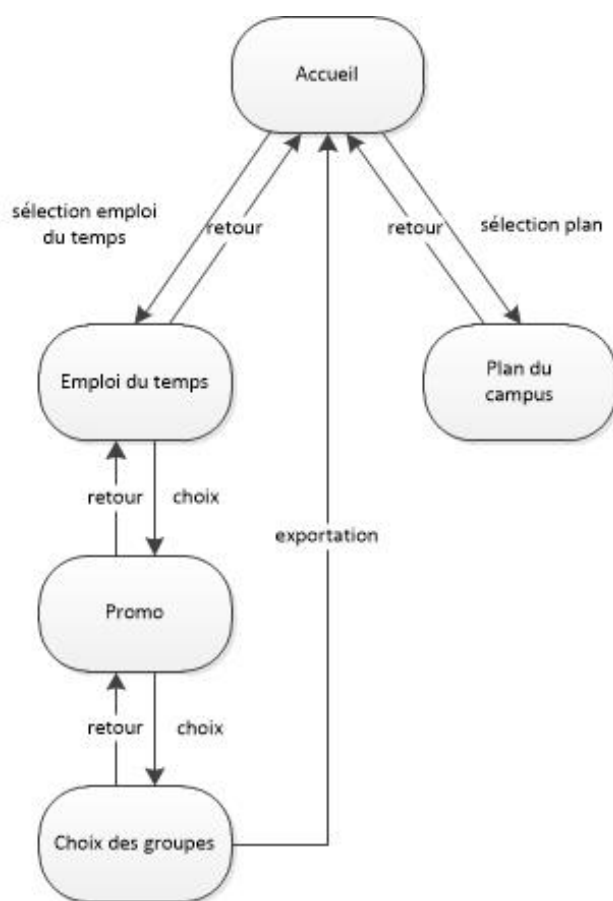 Accueil
sélection emploi
du temps
retour
retour
sélection plan
Emploi du temps
Plan du
campus
retour
choix
exportation
Promo
retour
choix
Choix des groupes